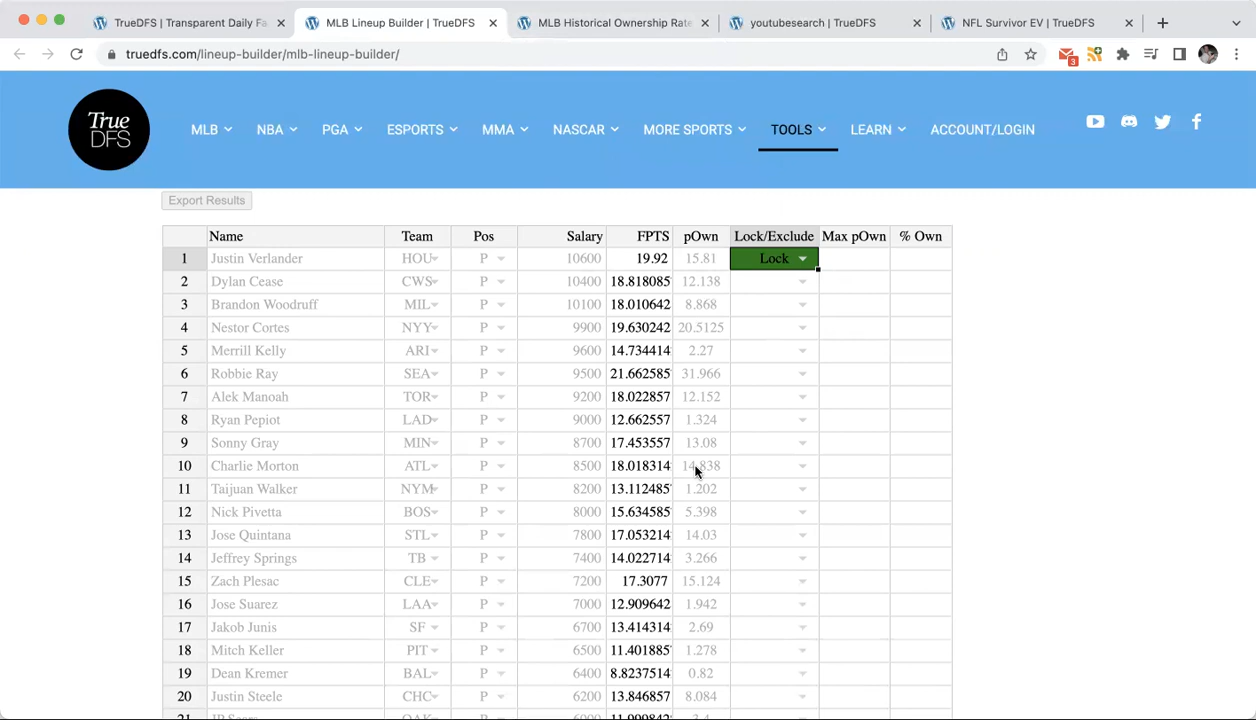 TrueDFS | Transparent Daily Fa
MLB Lineup Builder | TrueDFS
MLB Historical Ownership Rate
youtubesearch | TrueDFS
NFL Survivor EV | TrueDFS
truedfs.com/lineup-builder/mlb-lineup-builder/
3
True DFS
MLB NBA PGA ESPORTS MMA NASCAR MORE SPORTS TOOLS LEARN ACCOUNT/LOGIN
Export Results
Name Team Pos Salary FPTS pOwn Lock/Exclude Max pOwn % Own
1 Justin Verlander HOU P 10600 19.92 15.81 Lock
2 Dylan Cease CWS P 10400 18.818085 12.138
3 Brandon Woodruff MIL P 10100 18.010642 8.868
4 Nestor Cortes NYY P 9900 19.630242 20.5125
5 Merrill Kelly ARI P 9600 14.734414 2.27
6 Robbie Ray SEA P 9500 21.662585 31.966
7 Alek Manoah TOR P 9200 18.022857 12.152
8 Ryan Pepiot LAD P 9000 12.662557 1.324
9 Sonny Gray MIN P 8700 17.453557 13.08
10 Charlie Morton ATL P 8500 18.018314 14.838
11 Taijuan Walker NYM P 8200 13.112485 1.202
12 Nick Pivetta BOS P 8000 15.634585 5.398
13 Jose Quintana STL P 7800 17.053214 14.03
14 Jeffrey Springs TB P 7400 14.022714 3.266
15 Zach Plesac CLE P 7200 17.3077 15.124
16 Jose Suarez LAA P 7000 12.909642 1.942
17 Jakob Junis SF P 6700 13.414314 2.69
18 Mitch Keller PIT P 6500 11.401885 1.278
19 Dean Kremer BAL P 6400 8.8237514 0.82
20 Justin Steele CHC P 6200 13.846857 8.084